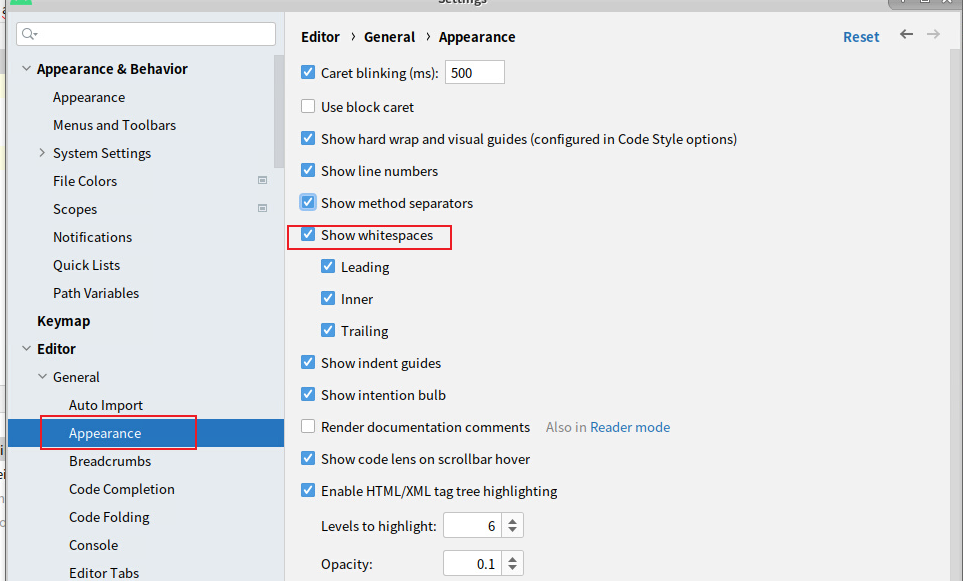 Settings
Appearance & Behavior
Appearance
Menus and Toolbars
System Settings
File Colors
Scopes
Notifications
Quick Lists
Path Variables
Keymap
Editor
General
Auto Import
Appearance
Breadcrumbs
Code Completion
Code Folding
Console
Editor Tabs
Editor › General › Appearance
Reset
Caret blinking (ms): 500
Use block caret
Show hard wrap and visual guides (configured in Code Style options)
Show line numbers
Show method separators
Show whitespaces
Leading
Inner
Trailing
Show indent guides
Show intention bulb
Render documentation comments Also in Reader mode
Show code lens on scrollbar hover
Enable HTML/XML tag tree highlighting
Levels to highlight: 6
Opacity: 0.1